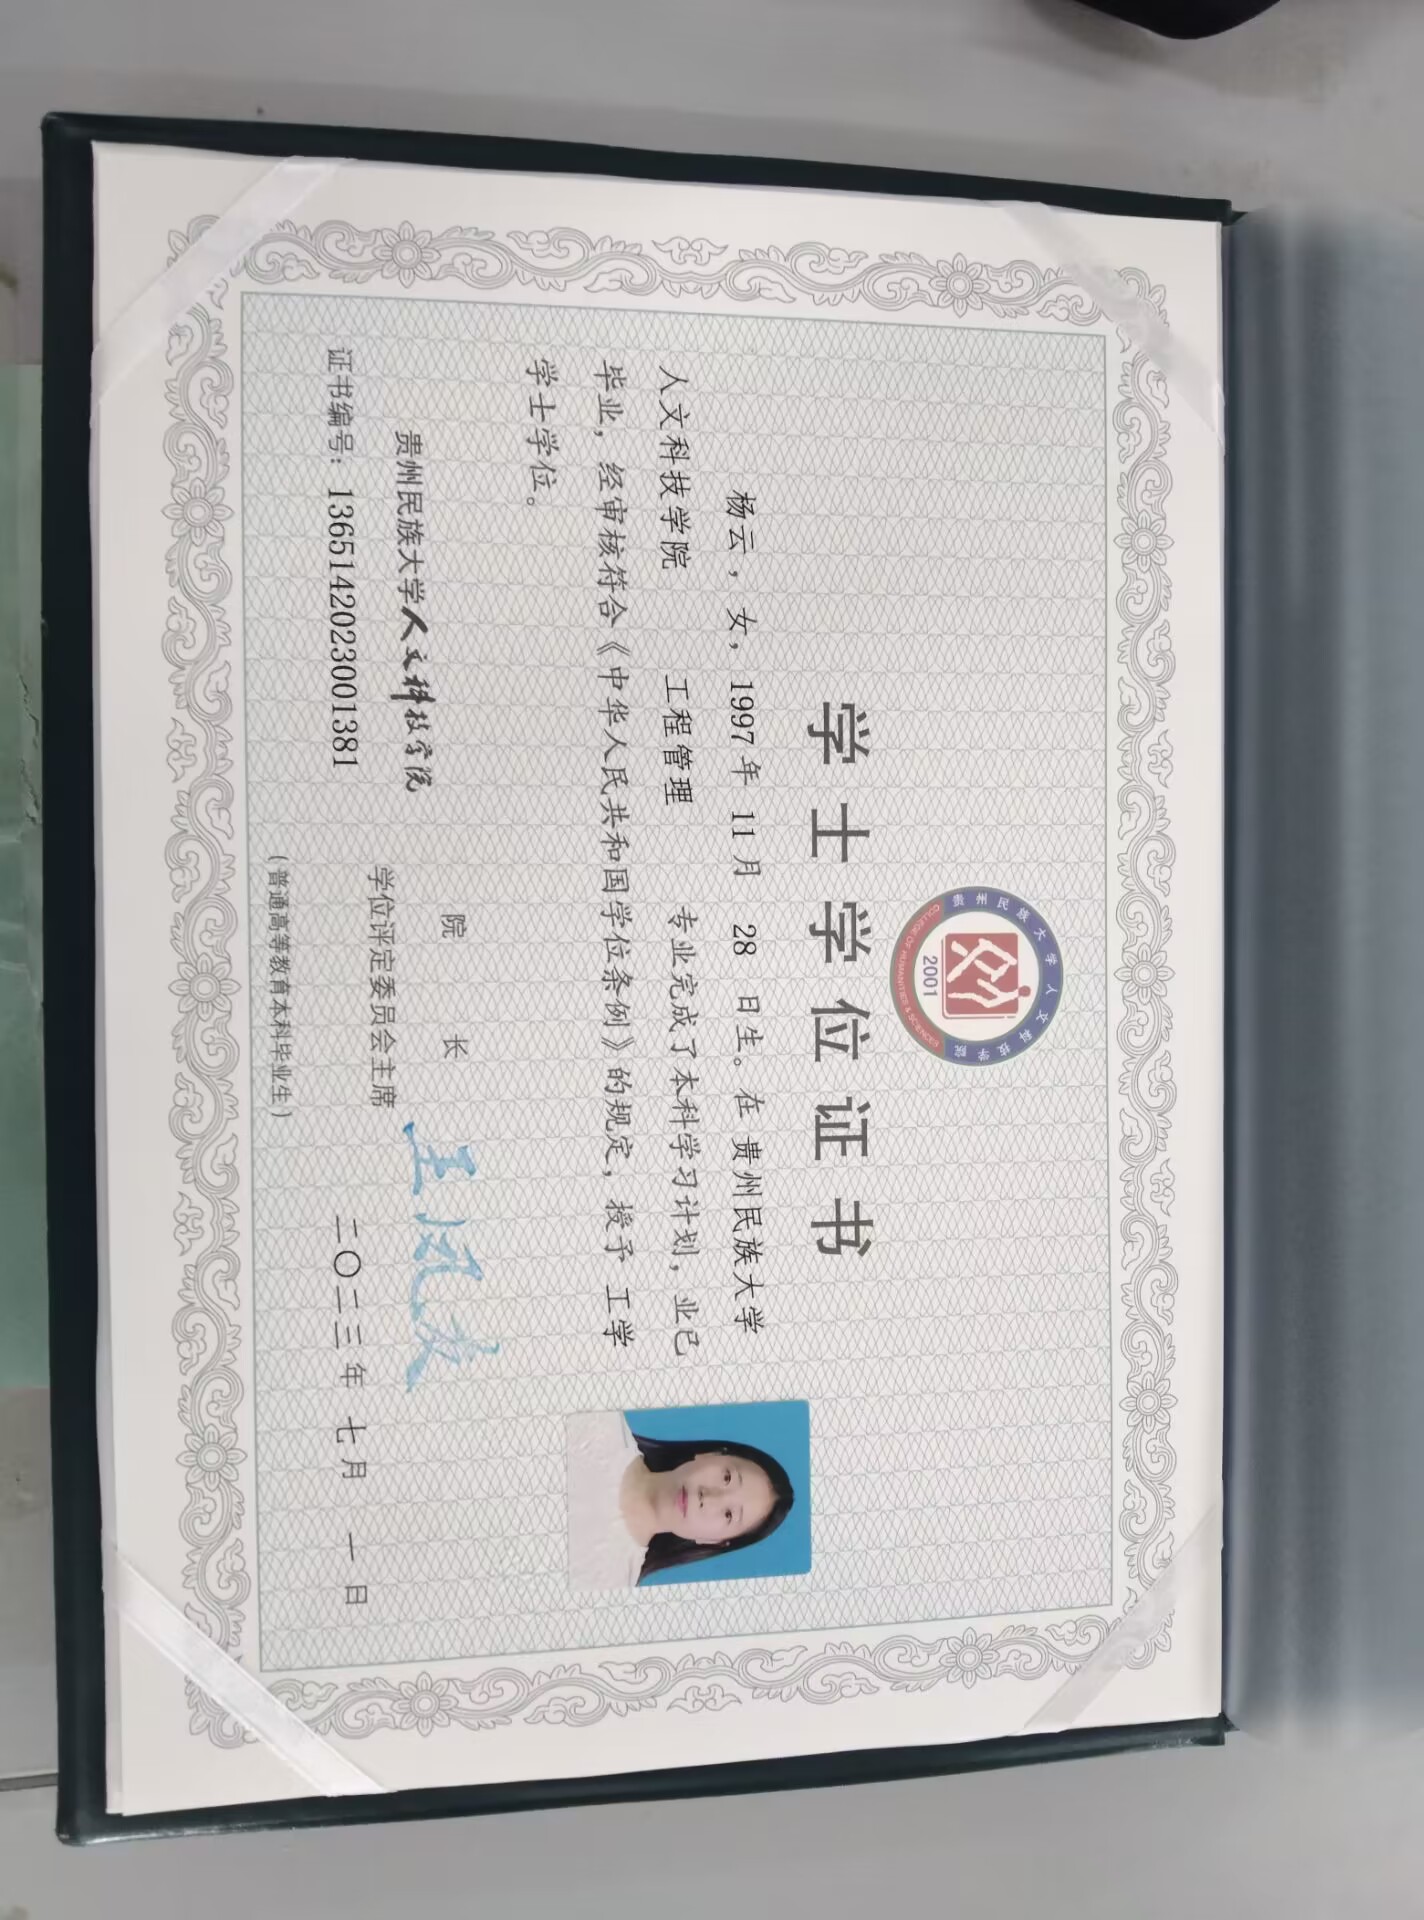 贵州民族大学人文科技学院
COLLEGE OF HUMANITIES & SCIENCES
2001
学士学位证书
杨云，女，1997年 11月 28 日生。在 贵州民族大学
人文科技学院 工程管理 专业完成了本科学习计划，业已
毕业，经审核符合《中华人民共和国学位条例》的规定，授予 工学
学士学位。
贵州民族大学人文科技学院
院 长
学位评定委员会主席
证书编号：1365142023001381
二〇二三年 七月 一日
（普通高等教育本科毕业生）